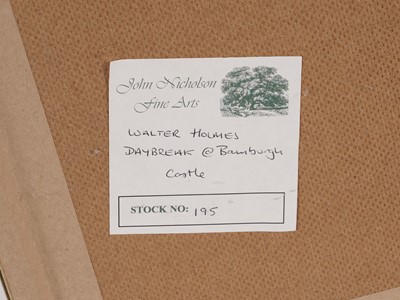 John Nicholson
Fine Arts
WALTER HOLMES
DAYBREAK @ Bamburgh
Castle
STOCK NO: 195